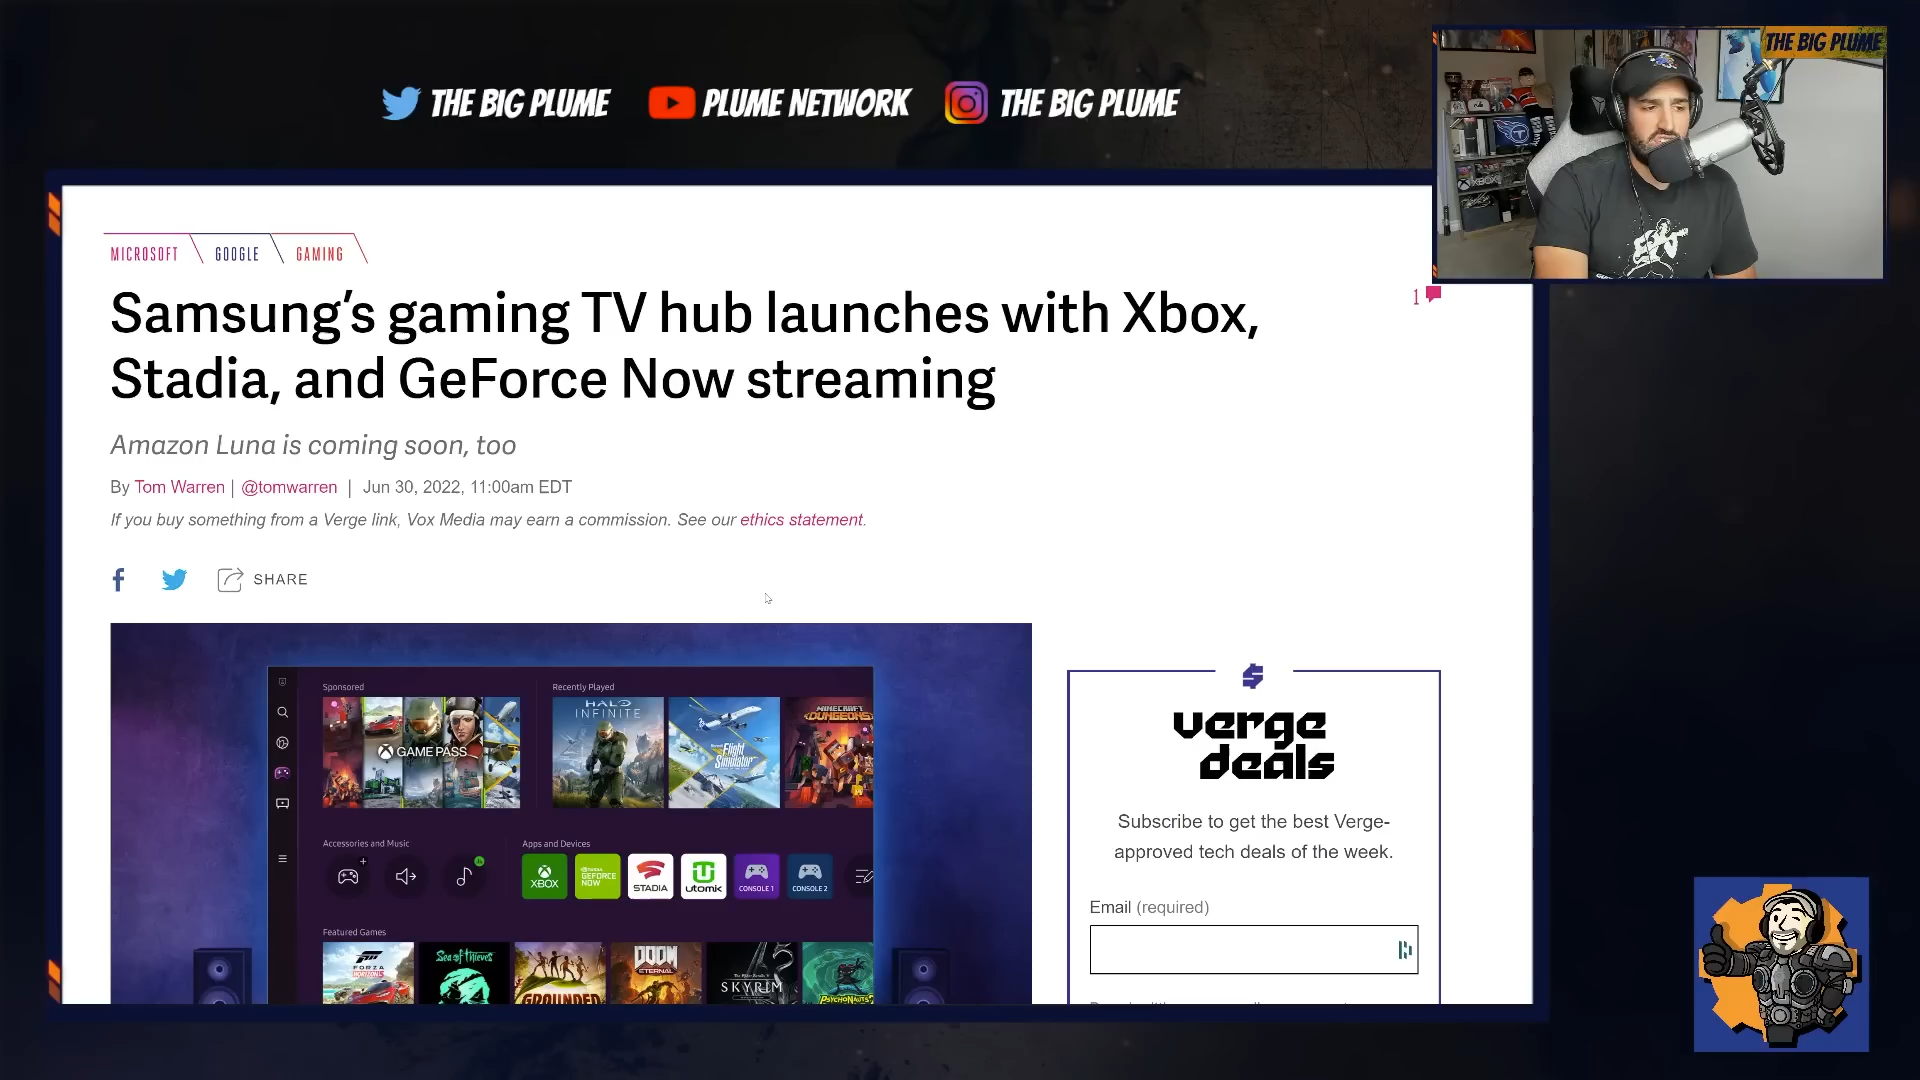 THE BIG PLUME
PLUME NETWORK
THE BIG PLUME
THE BIG PLUME
XBOX
MICROSOFT
GOOGLE
GAMING
Samsung's gaming TV hub launches with Xbox,
Stadia, and GeForce Now streaming
1
Amazon Luna is coming soon, too
By Tom Warren | @tomwarren | Jun 30, 2022, 11:00am EDT
If you buy something from a Verge link, Vox Media may earn a commission. See our ethics statement.
SHARE
Sponsored
Recently Played
GAME PASS
HALO
INFINITE
Flight
Simulator
MINECRAFT
DUNGEONS
Accessories and Music
Apps and Devices
XBOX
NVIDIA
GEFORCE
NOW
STADIA
utomik
CONSOLE 1
CONSOLE 2
Featured Games
FORZA
HORIZON 5
Sea of Thieves
GROUNDED
DOOM
ETERNAL
SKYRIM
PSYCHONAUTS 2
verge
deals
Subscribe to get the best Verge-
approved tech deals of the week.
Email (required)